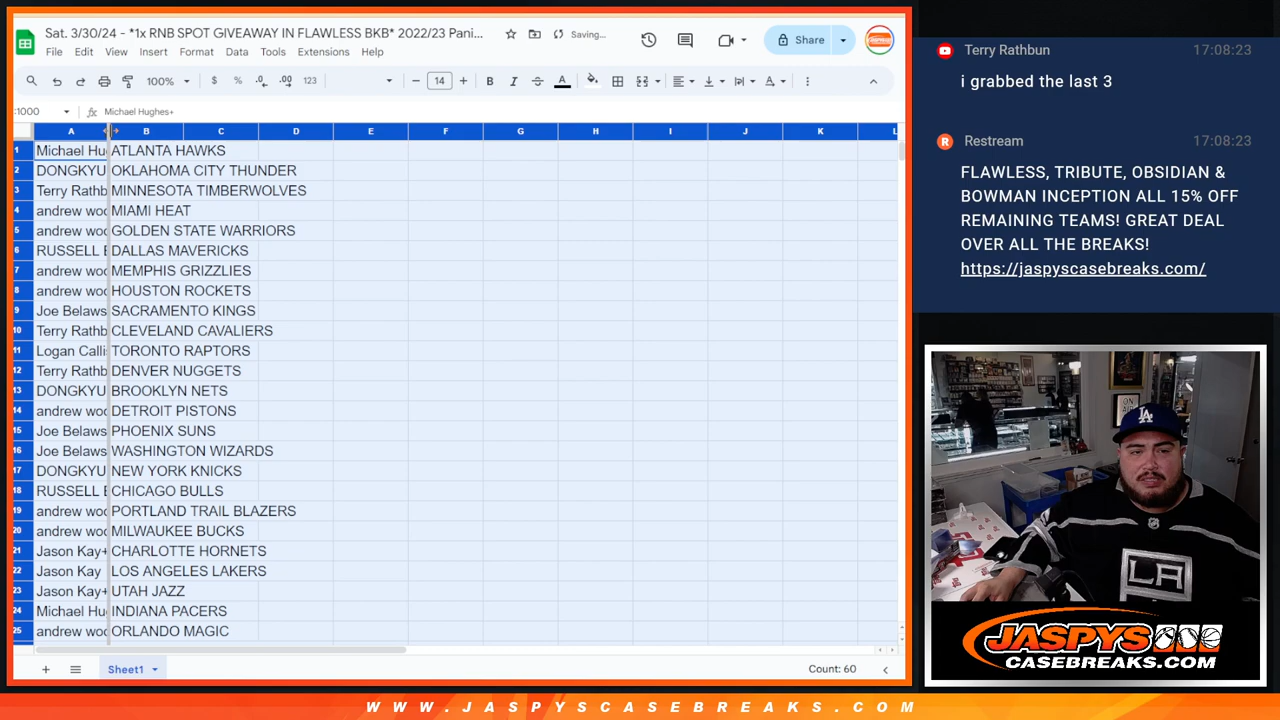 Sat. 3/30/24 - *1x RNB SPOT GIVEAWAY IN FLAWLESS BKB* 2022/23 Pani...
Saving...
Share
File Edit View Insert Format Data Tools Extensions Help
100% $ % .0 .00 123 14 B I S A
:1000 fx Michael Hughes+
A B C D E F G H I J K L
1 Michael Hu ATLANTA HAWKS
2 DONGKYU OKLAHOMA CITY THUNDER
3 Terry Rathb MINNESOTA TIMBERWOLVES
4 andrew woo MIAMI HEAT
5 andrew woo GOLDEN STATE WARRIORS
6 RUSSELL E DALLAS MAVERICKS
7 andrew woo MEMPHIS GRIZZLIES
8 andrew woo HOUSTON ROCKETS
9 Joe Belaws SACRAMENTO KINGS
10 Terry Rathb CLEVELAND CAVALIERS
11 Logan Calli TORONTO RAPTORS
12 Terry Rathb DENVER NUGGETS
13 DONGKYU BROOKLYN NETS
14 andrew woo DETROIT PISTONS
15 Joe Belaws PHOENIX SUNS
16 Joe Belaws WASHINGTON WIZARDS
17 DONGKYU NEW YORK KNICKS
18 RUSSELL E CHICAGO BULLS
19 andrew woo PORTLAND TRAIL BLAZERS
20 andrew woo MILWAUKEE BUCKS
21 Jason Kay+ CHARLOTTE HORNETS
22 Jason Kay LOS ANGELES LAKERS
23 Jason Kay+ UTAH JAZZ
24 Michael Hu INDIANA PACERS
25 andrew woo ORLANDO MAGIC
Sheet1
Count: 60
Terry Rathbun 17:08:23
i grabbed the last 3
R Restream 17:08:23
FLAWLESS, TRIBUTE, OBSIDIAN &
BOWMAN INCEPTION ALL 15% OFF
REMAINING TEAMS! GREAT DEAL
OVER ALL THE BREAKS!
https://jaspyscasebreaks.com/
ON AIR
LA
LA
JASPYS
CASEBREAKS.COM
WWW.JASPYSCASEBREAKS.COM